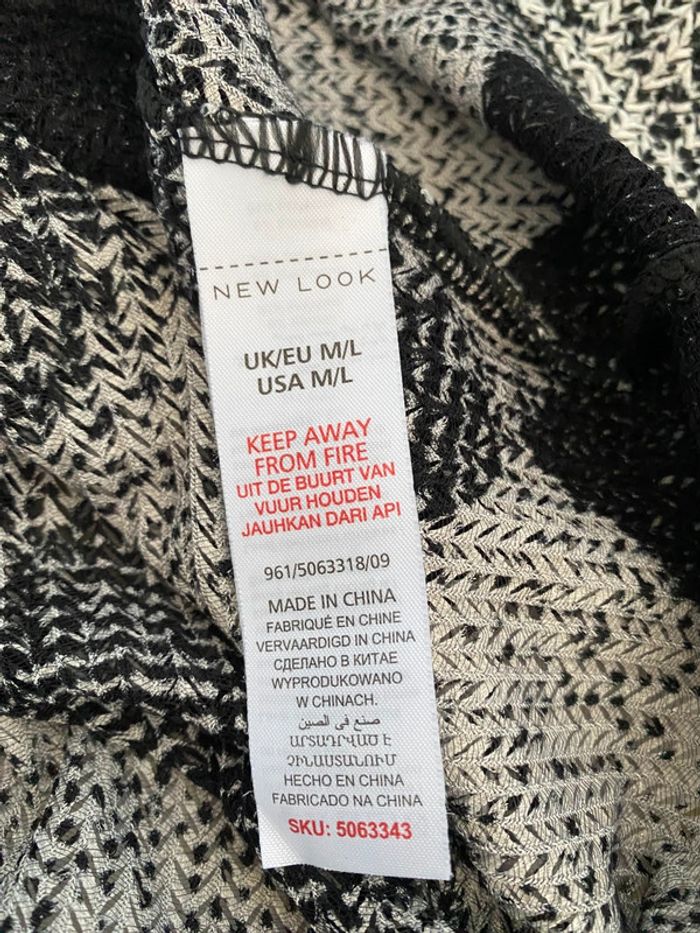 NEW LOOK
UK/EU M/L
USA M/L
KEEP AWAY
FROM FIRE
UIT DE BUURT VAN
VUUR HOUDEN
JAUHKAN DARI API
961/5063318/09
MADE IN CHINA
FABRIQUÉ EN CHINE
VERVAARDIGD IN CHINA
СДЕЛАНО В КИТАЕ
WYPRODUKOWANO
W CHINACH.
صنع في الصين
ԱՐՏԱԴՐՎԱԾ Է
ՉԻՆԱՍՏԱՆՈՒՄ
HECHO EN CHINA
FABRICADO NA CHINA
SKU: 5063343